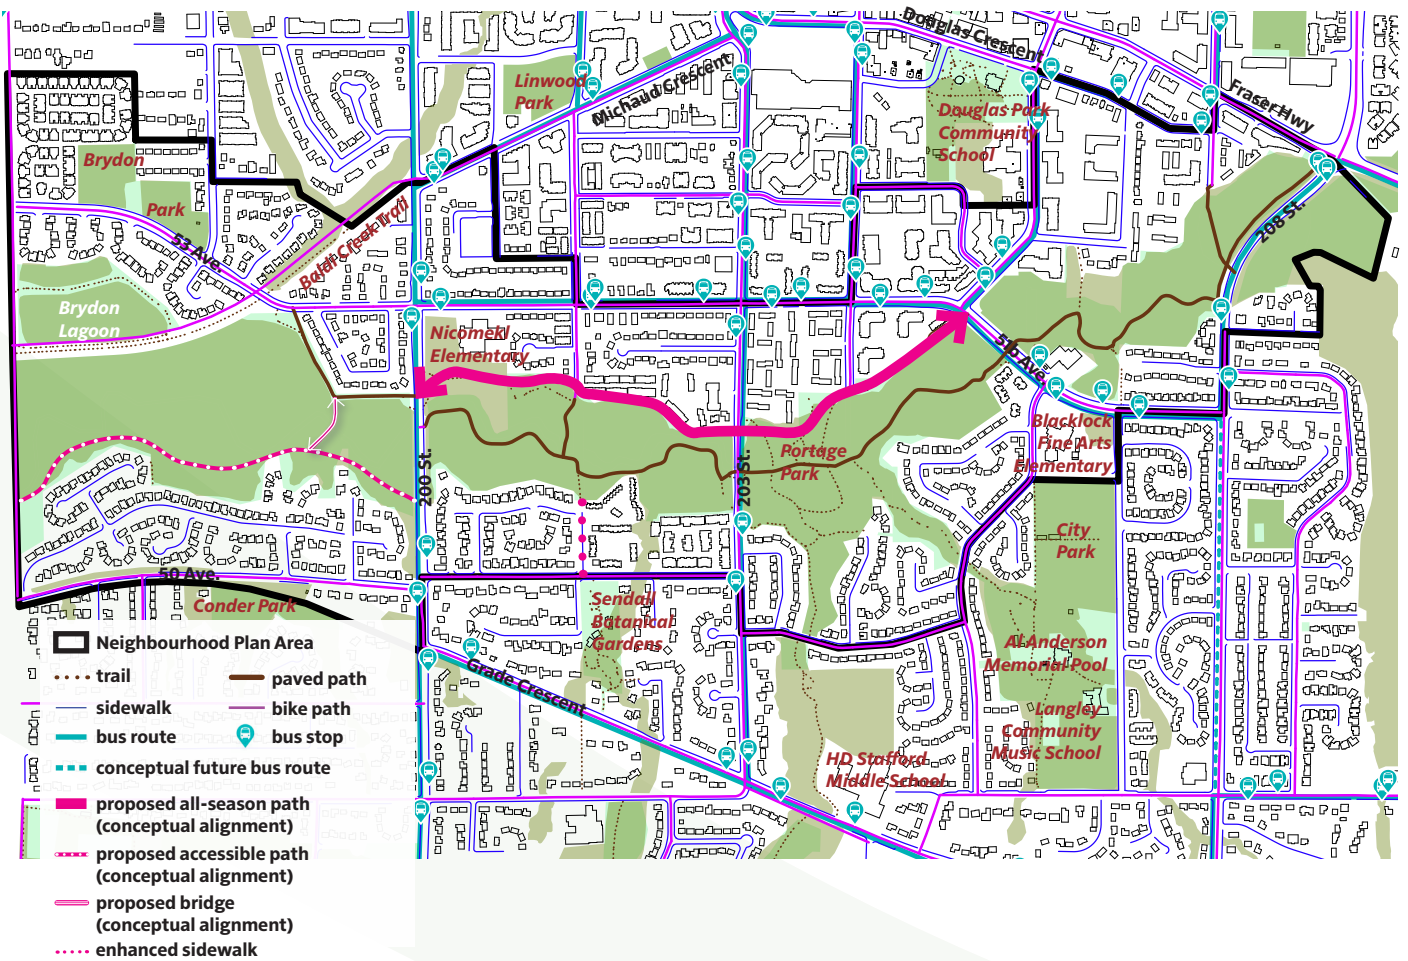 Douglas Crescent
Linwood
Park
Michaud Crescent
Fraser Hwy
Douglas Park
Community
School
Brydon
Park
53 Ave.
Baldi Creek Trail
208 St.
Brydon
Lagoon
Nicomekl
Elementary
51b Ave.
Blacklock
Fine Arts
Elementary
Portage
Park
200 St.
203 St.
City
Park
50 Ave.
Conder Park
Sendall
Botanical
Gardens
Al Anderson
Memorial Pool
Grade Crescent
Langley
Community
Music School
HD Stafford
Middle School
Neighbourhood Plan Area
trail
paved path
sidewalk
bike path
bus route
bus stop
conceptual future bus route
proposed all-season path
(conceptual alignment)
proposed accessible path
(conceptual alignment)
proposed bridge
(conceptual alignment)
enhanced sidewalk